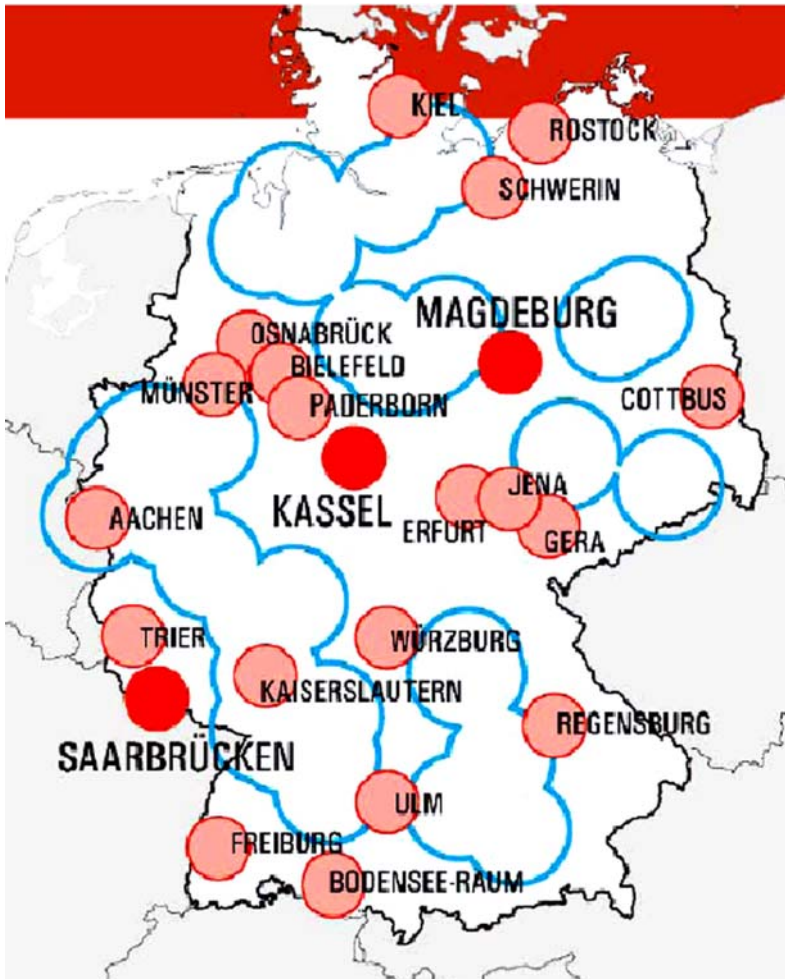 KIEL
ROSTOCK
SCHWERIN
MAGDEBURG
OSNABRÜCK
BIELEFELD
MÜNSTER
PADERBORN
COTTBUS
KASSEL
JENA
AACHEN
ERFURT
GERA
TRIER
WÜRZBURG
KAISERSLAUTERN
REGENSBURG
SAARBRÜCKEN
ULM
FREIBURG
BODENSEE-RAUM